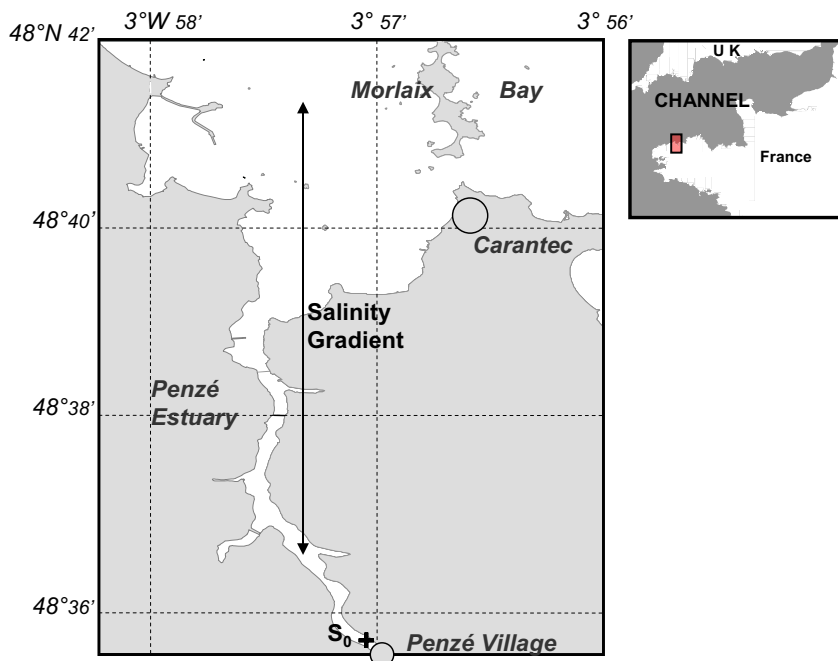 3°W 58’ 3° 57’ 3° 56’
48°N 42’
Morlaix Bay
48°40’
Carantec
Salinity
Gradient
Penzé
Estuary
48°38’
48°36’
S₀
Penzé Village
U K
CHANNEL
France